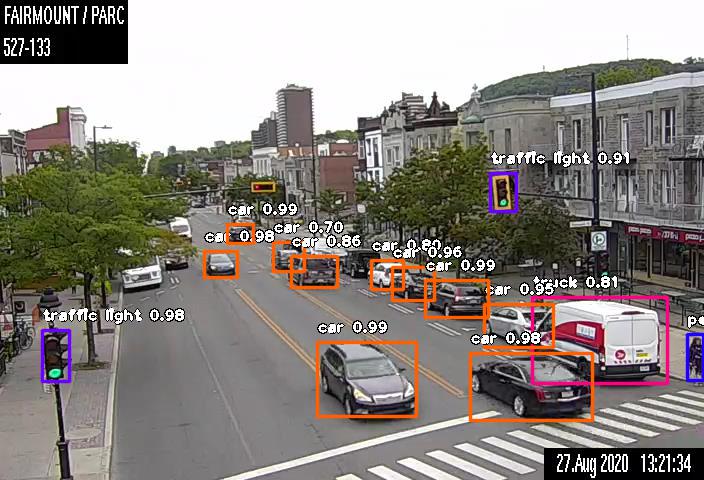 FAIRMOUNT / PARC
527-133
traffic light 0.91
car 0.99
car 0.98
car 0.70
car 0.86
car 0.80
car 0.96
car 0.99
truck 0.81
car 0.95
traffic light 0.98
car 0.99
car 0.98
pe
27.Aug 2020 13:21:34